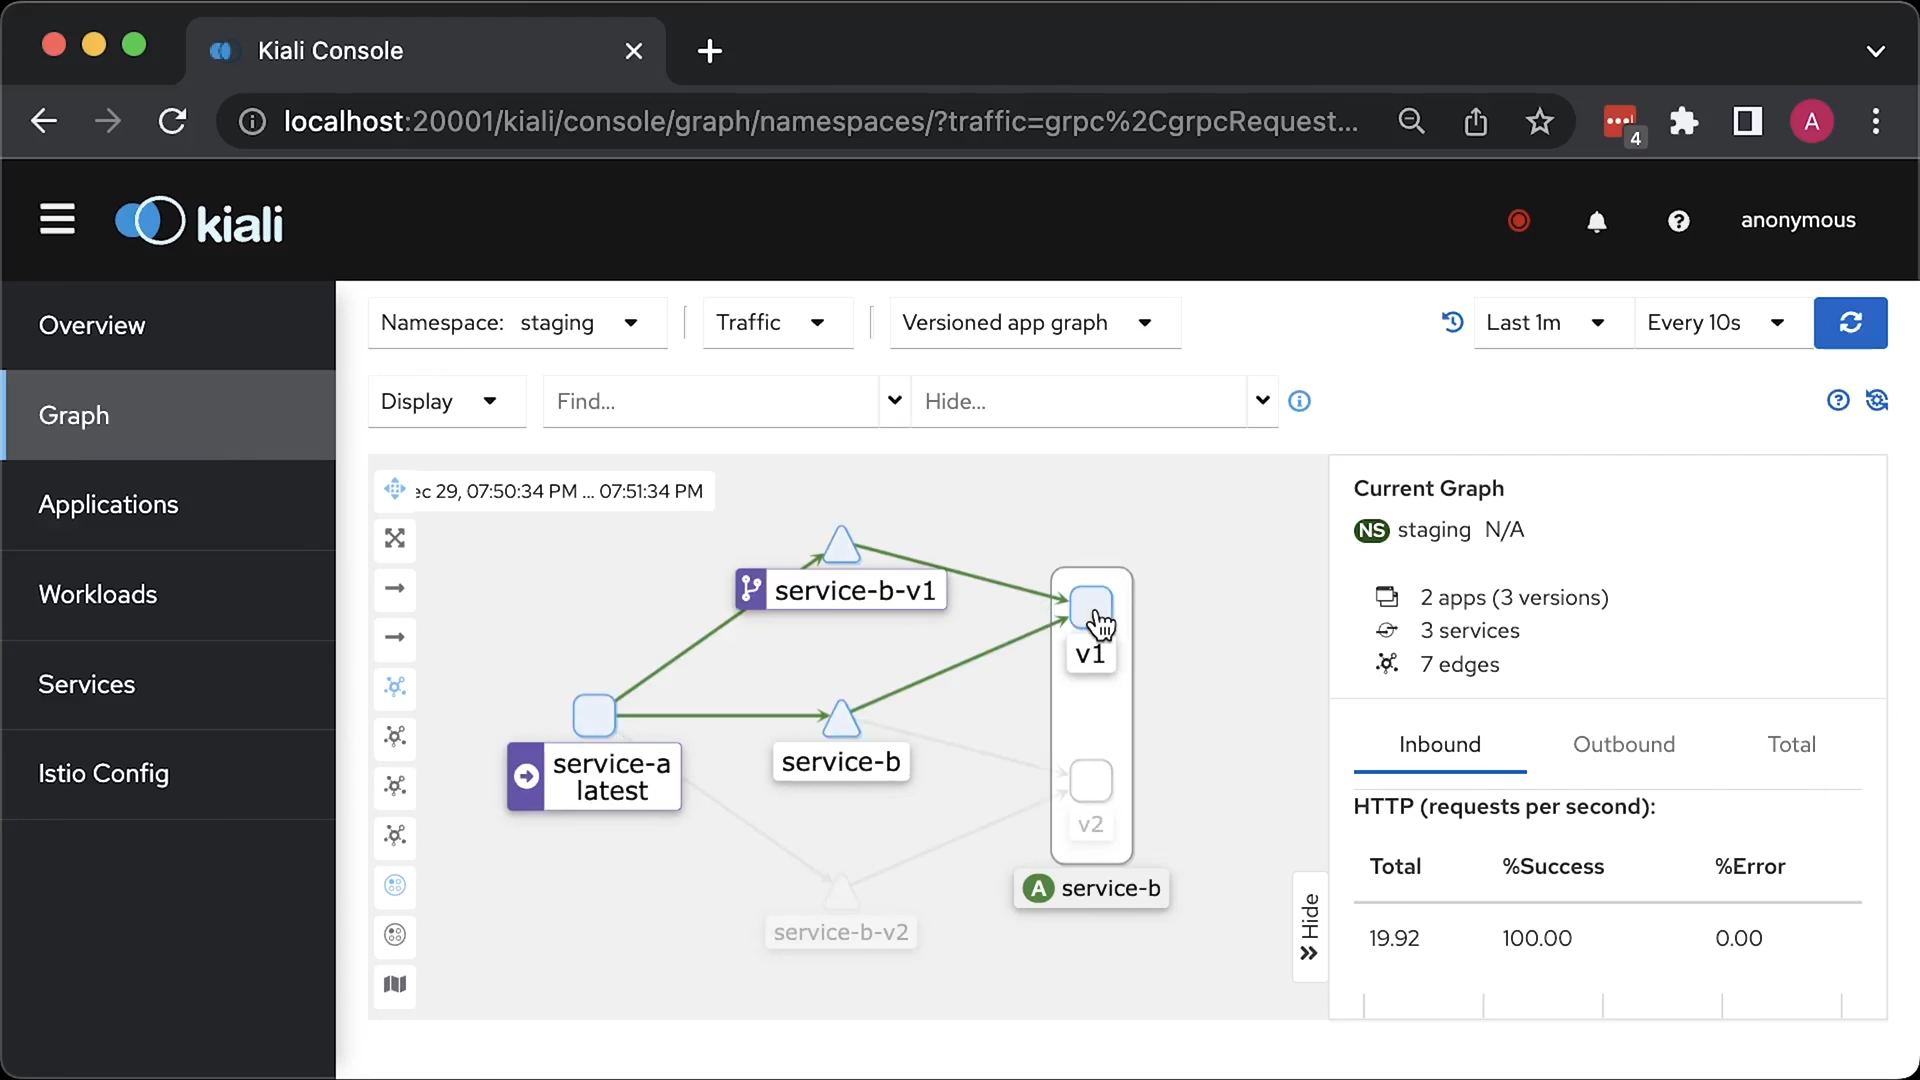 Kiali Console
localhost:20001/kiali/console/graph/namespaces/?traffic=grpc%2CgrpcRequest...
4
A
kiali
anonymous
Overview
Graph
Applications
Workloads
Services
Istio Config
Namespace: staging
Traffic
Versioned app graph
Last 1m
Every 10s
Display
Find...
Hide...
ec 29, 07:50:34 PM ... 07:51:34 PM
service-b-v1
v1
service-a
latest
service-b
v2
A service-b
service-b-v2
Hide
Current Graph
NS staging N/A
2 apps (3 versions)
3 services
7 edges
Inbound Outbound Total
HTTP (requests per second):
Total %Success %Error
19.92 100.00 0.00